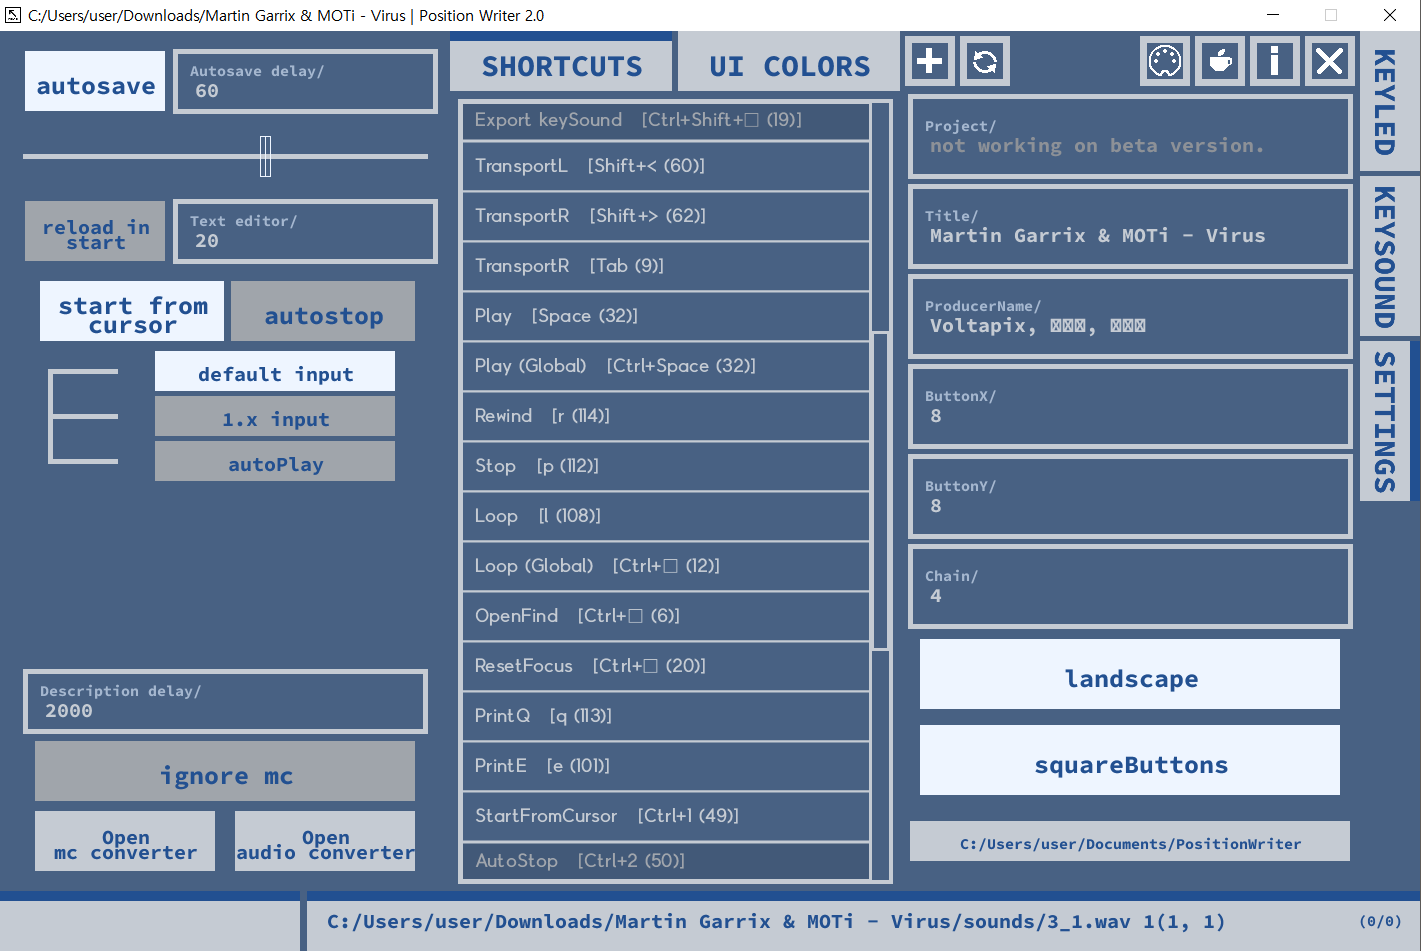 C:/Users/user/Downloads/Martin Garrix & MOTi - Virus | Position Writer 2.0
autosave
Autosave delay/
60
reload in
start
Text editor/
20
start from
cursor
autostop
default input
1.x input
autoPlay
Description delay/
2000
ignore mc
Open
mc converter
Open
audio converter
SHORTCUTS
UI COLORS
Export keySound [Ctrl+Shift+□ (19)]
TransportL [Shift+< (60)]
TransportR [Shift+> (62)]
TransportR [Tab (9)]
Play [Space (32)]
Play (Global) [Ctrl+Space (32)]
Rewind [r (114)]
Stop [p (112)]
Loop [l (108)]
Loop (Global) [Ctrl+□ (12)]
OpenFind [Ctrl+□ (6)]
ResetFocus [Ctrl+□ (20)]
PrintQ [q (113)]
PrintE [e (101)]
StartFromCursor [Ctrl+1 (49)]
AutoStop [Ctrl+2 (50)]
Project/
not working on beta version.
Title/
Martin Garrix & MOTi - Virus
ProducerName/
Voltapix, □□□, □□□
ButtonX/
8
ButtonY/
8
Chain/
4
landscape
squareButtons
C:/Users/user/Documents/PositionWriter
KEYLED
KEYSOUND
SETTINGS
C:/Users/user/Downloads/Martin Garrix & MOTi - Virus/sounds/3_1.wav 1(1, 1)
(0/0)